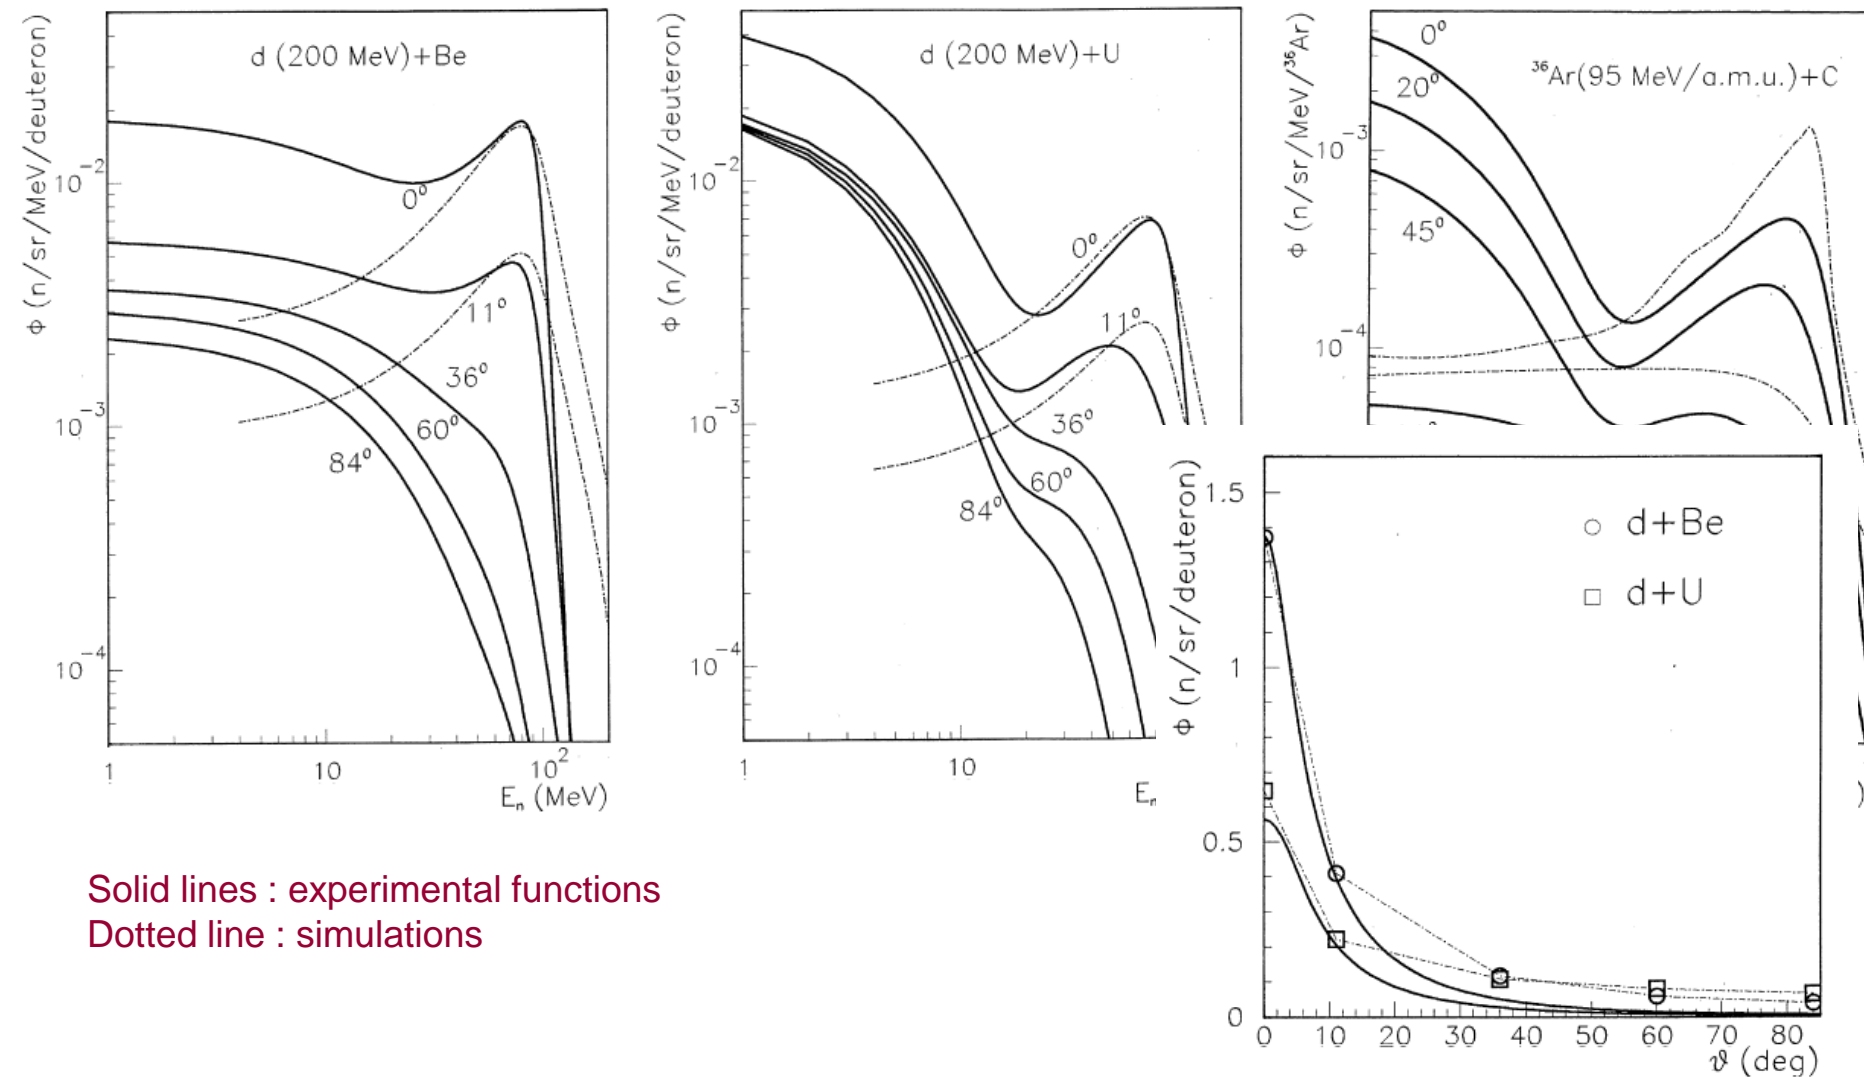 Φ (n/sr/MeV/deuteron)
d (200 MeV)+Be
10⁻²
10⁻³
10⁻⁴
0°
11°
36°
60°
84°
1
10
10²
Eₙ (MeV)
Φ (n/sr/MeV/deuteron)
d (200 MeV)+U
10⁻²
10⁻³
10⁻⁴
0°
11°
36°
60°
84°
1
10
Eₙ
Φ (n/sr/MeV/³⁶Ar)
³⁶Ar(95 MeV/a.m.u.)+C
0°
20°
45°
10⁻³
10⁻⁴
Φ (n/sr/deuteron)
1.5
1
0.5
0
d+Be
d+U
0 10 20 30 40 50 60 70 80
ϑ (deg)
)
Solid lines : experimental functions
Dotted line : simulations